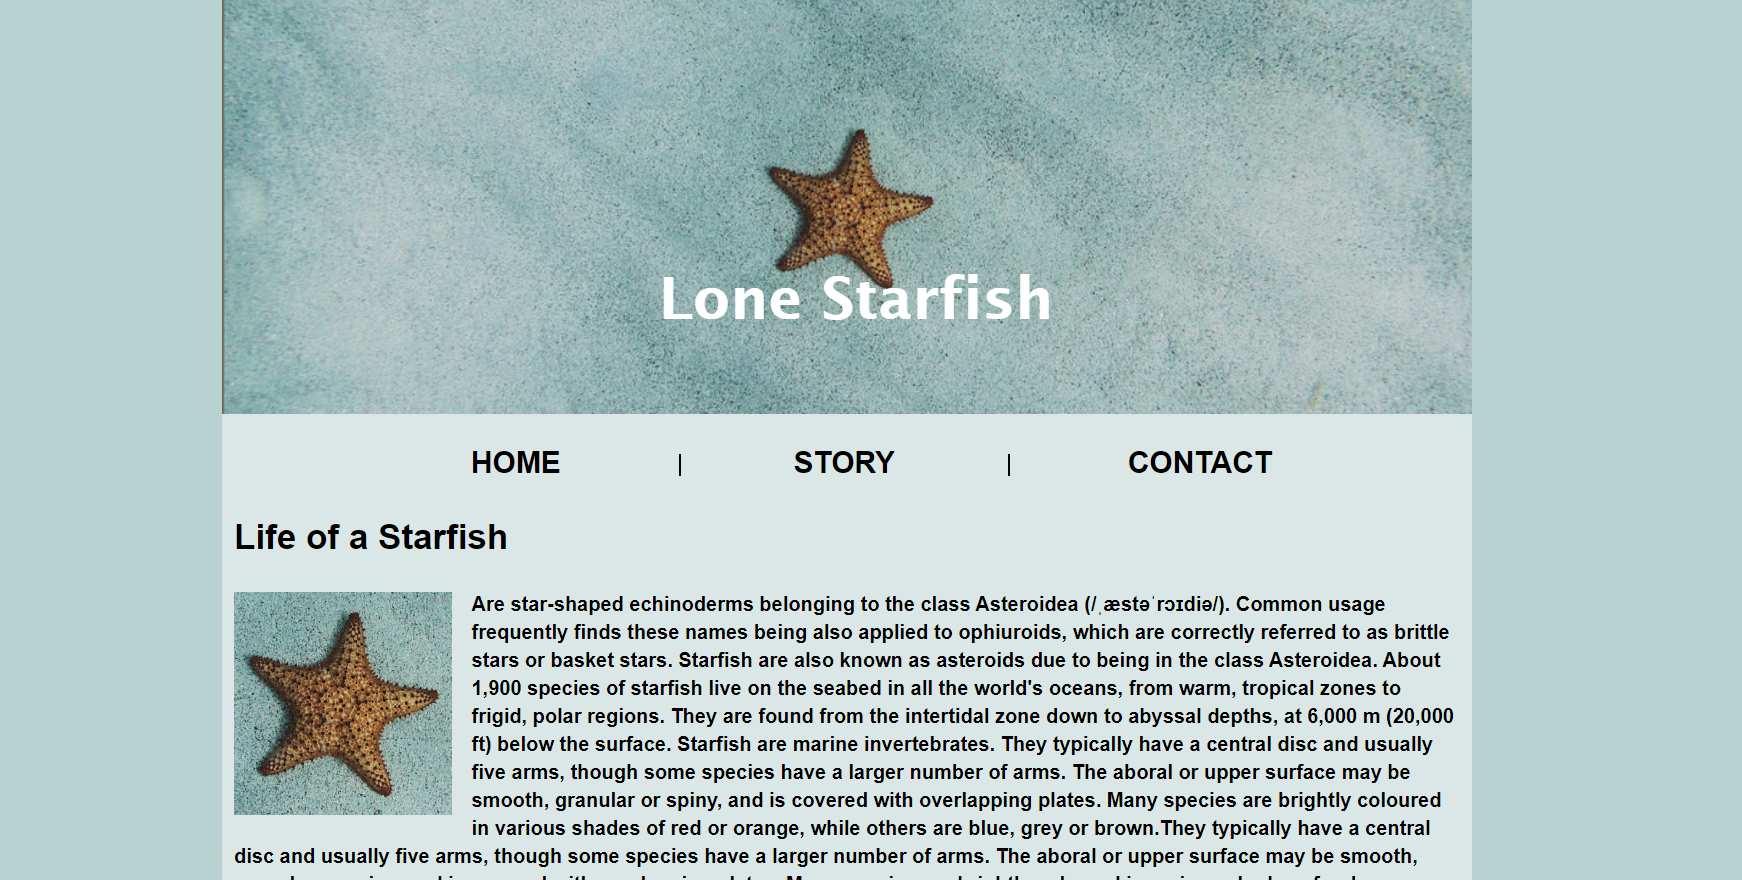 Lone Starfish
HOME | STORY | CONTACT
Life of a Starfish
Are star-shaped echinoderms belonging to the class Asteroidea (/ˌæstəˈrɔɪdiə/). Common usage
frequently finds these names being also applied to ophiuroids, which are correctly referred to as brittle
stars or basket stars. Starfish are also known as asteroids due to being in the class Asteroidea. About
1,900 species of starfish live on the seabed in all the world's oceans, from warm, tropical zones to
frigid, polar regions. They are found from the intertidal zone down to abyssal depths, at 6,000 m (20,000
ft) below the surface. Starfish are marine invertebrates. They typically have a central disc and usually
five arms, though some species have a larger number of arms. The aboral or upper surface may be
smooth, granular or spiny, and is covered with overlapping plates. Many species are brightly coloured
in various shades of red or orange, while others are blue, grey or brown.They typically have a central
disc and usually five arms, though some species have a larger number of arms. The aboral or upper surface may be smooth,